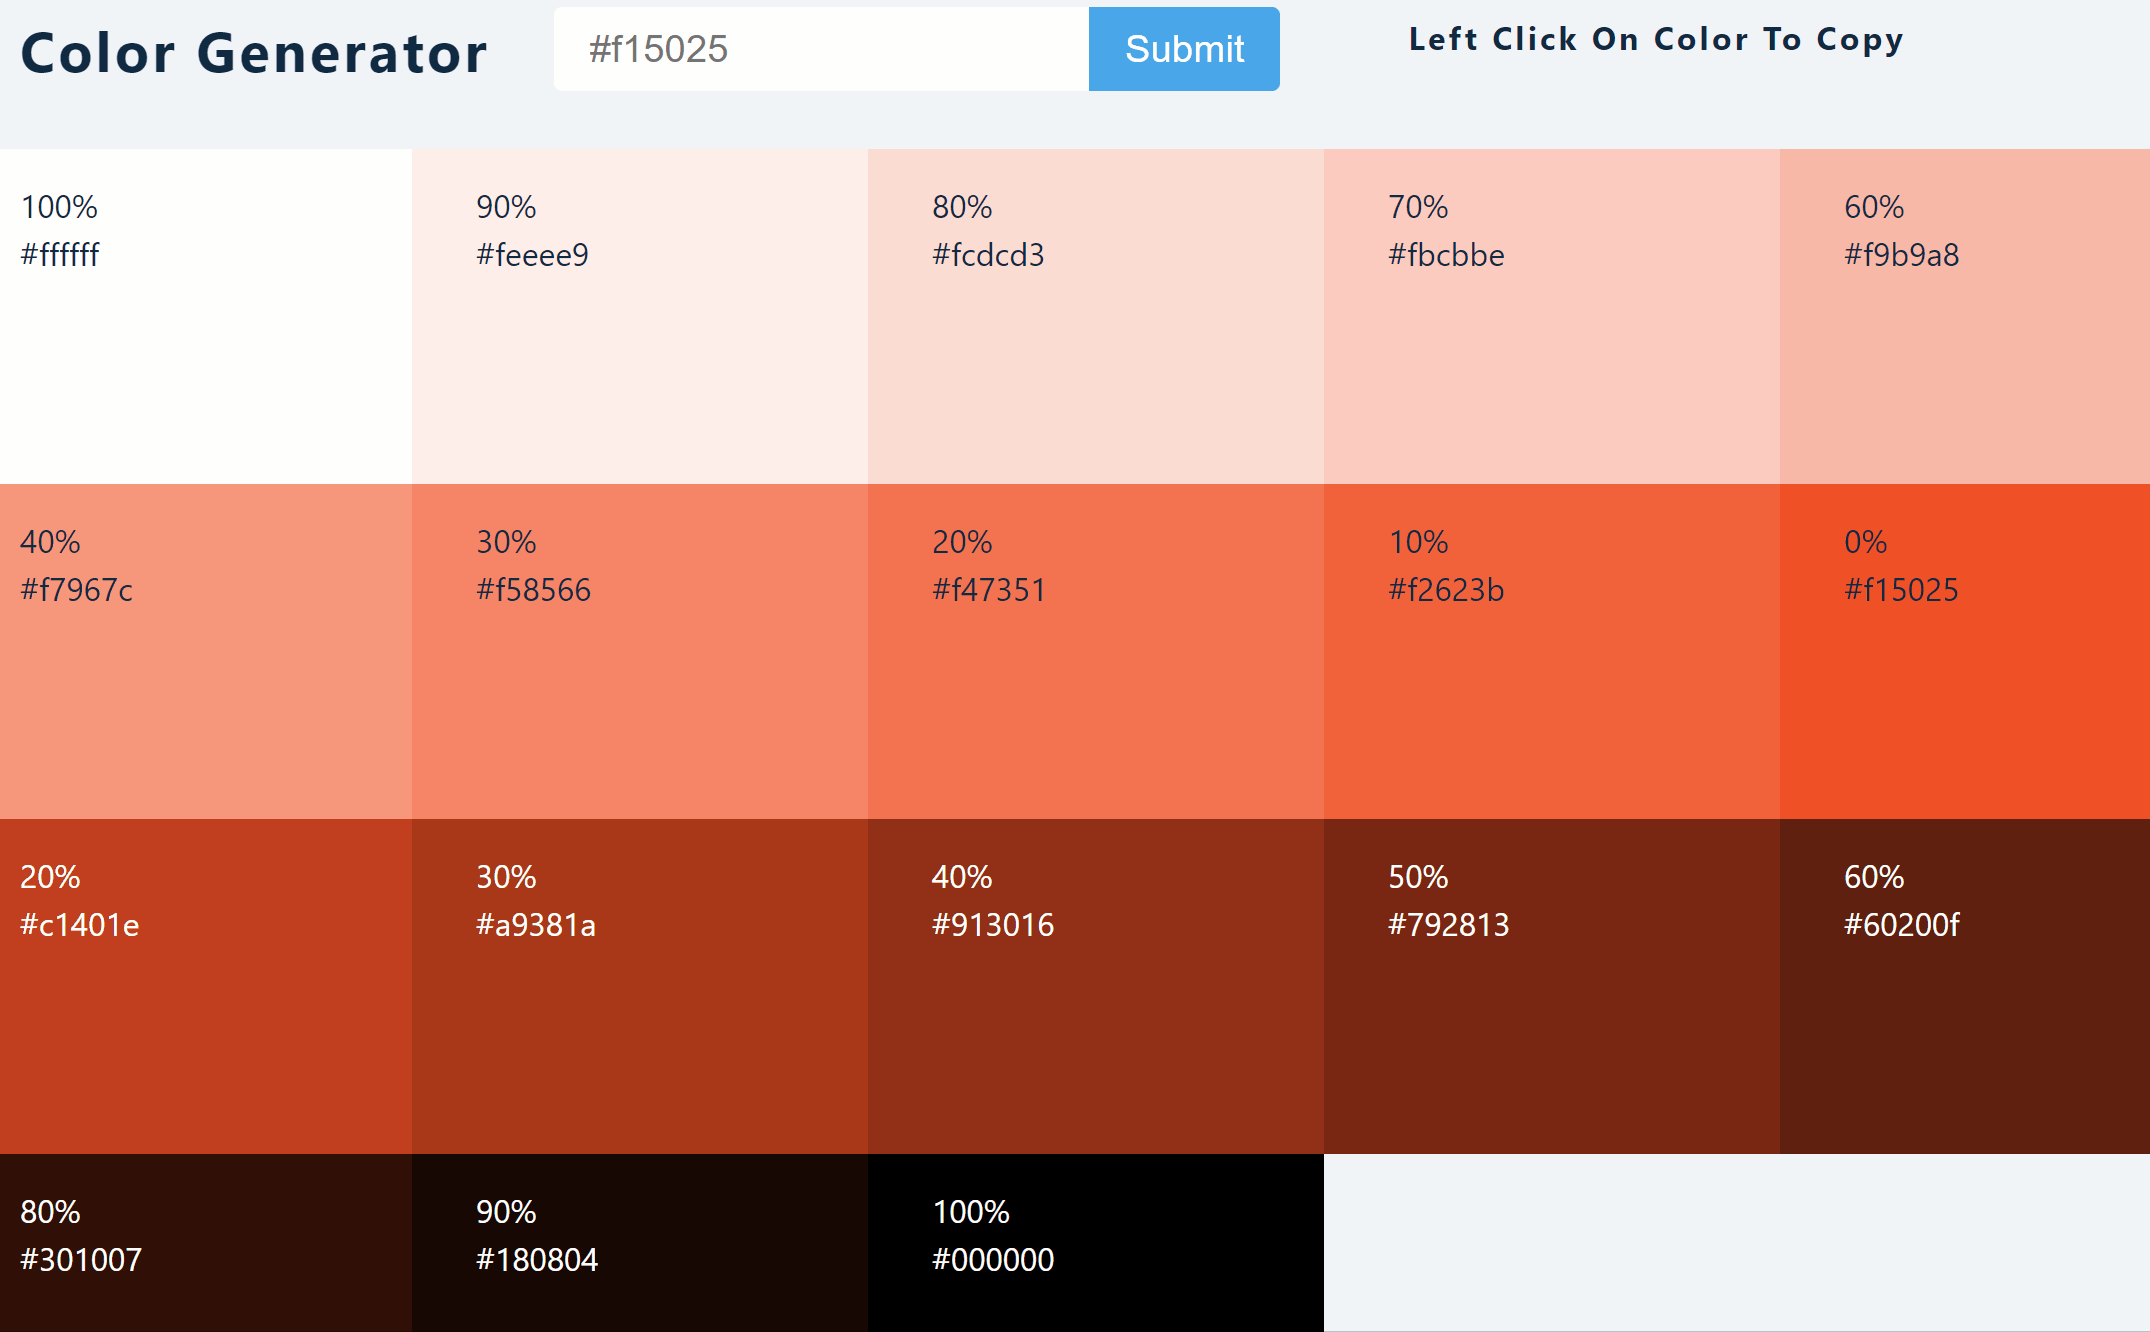 Color Generator
#f15025
Submit
Left Click On Color To Copy
100%
#ffffff
90%
#feeee9
80%
#fcdcd3
70%
#fbcbbe
60%
#f9b9a8
40%
#f7967c
30%
#f58566
20%
#f47351
10%
#f2623b
0%
#f15025
20%
#c1401e
30%
#a9381a
40%
#913016
50%
#792813
60%
#60200f
80%
#301007
90%
#180804
100%
#000000